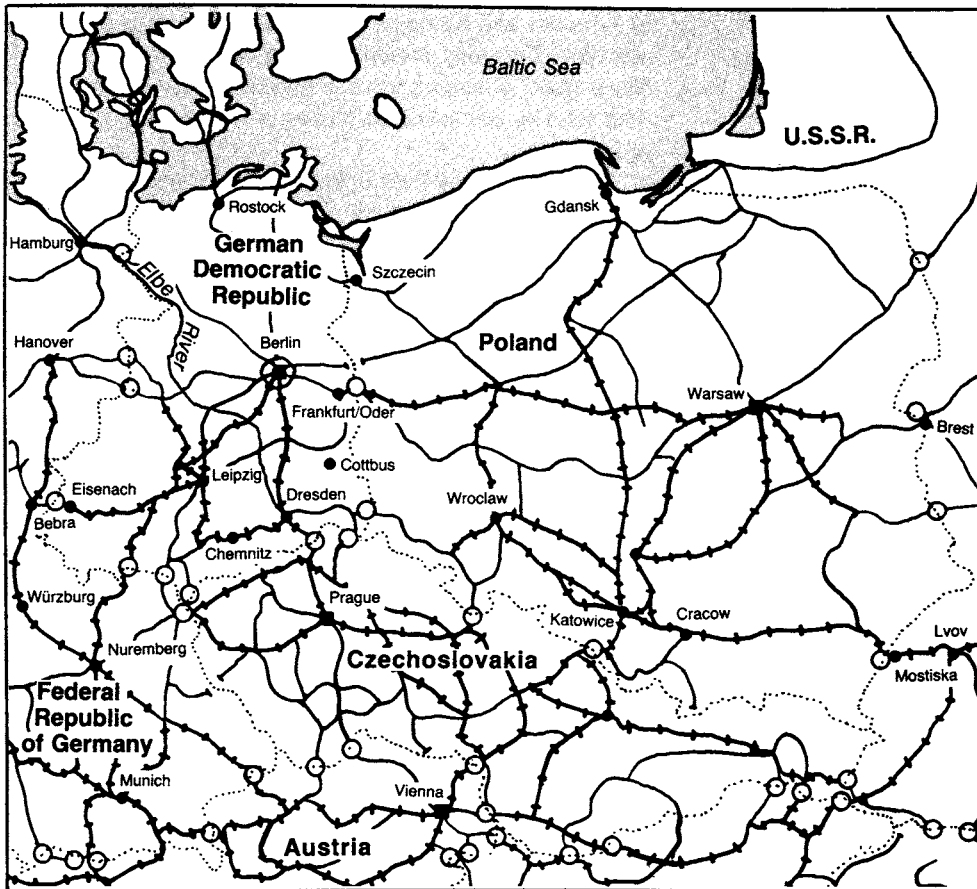 Baltic Sea
U.S.S.R.
Rostock
Gdansk
Hamburg
German
Democratic
Republic
Elbe
River
Szczecin
Hanover
Berlin
Poland
Frankfurt/Oder
Warsaw
Brest
Cottbus
Leipzig
Eisenach
Dresden
Wroclaw
Bebra
Chemnitz
Würzburg
Prague
Katowice
Cracow
Lvov
Nuremberg
Czechoslovakia
Mostiska
Federal
Republic
of Germany
Munich
Vienna
Austria